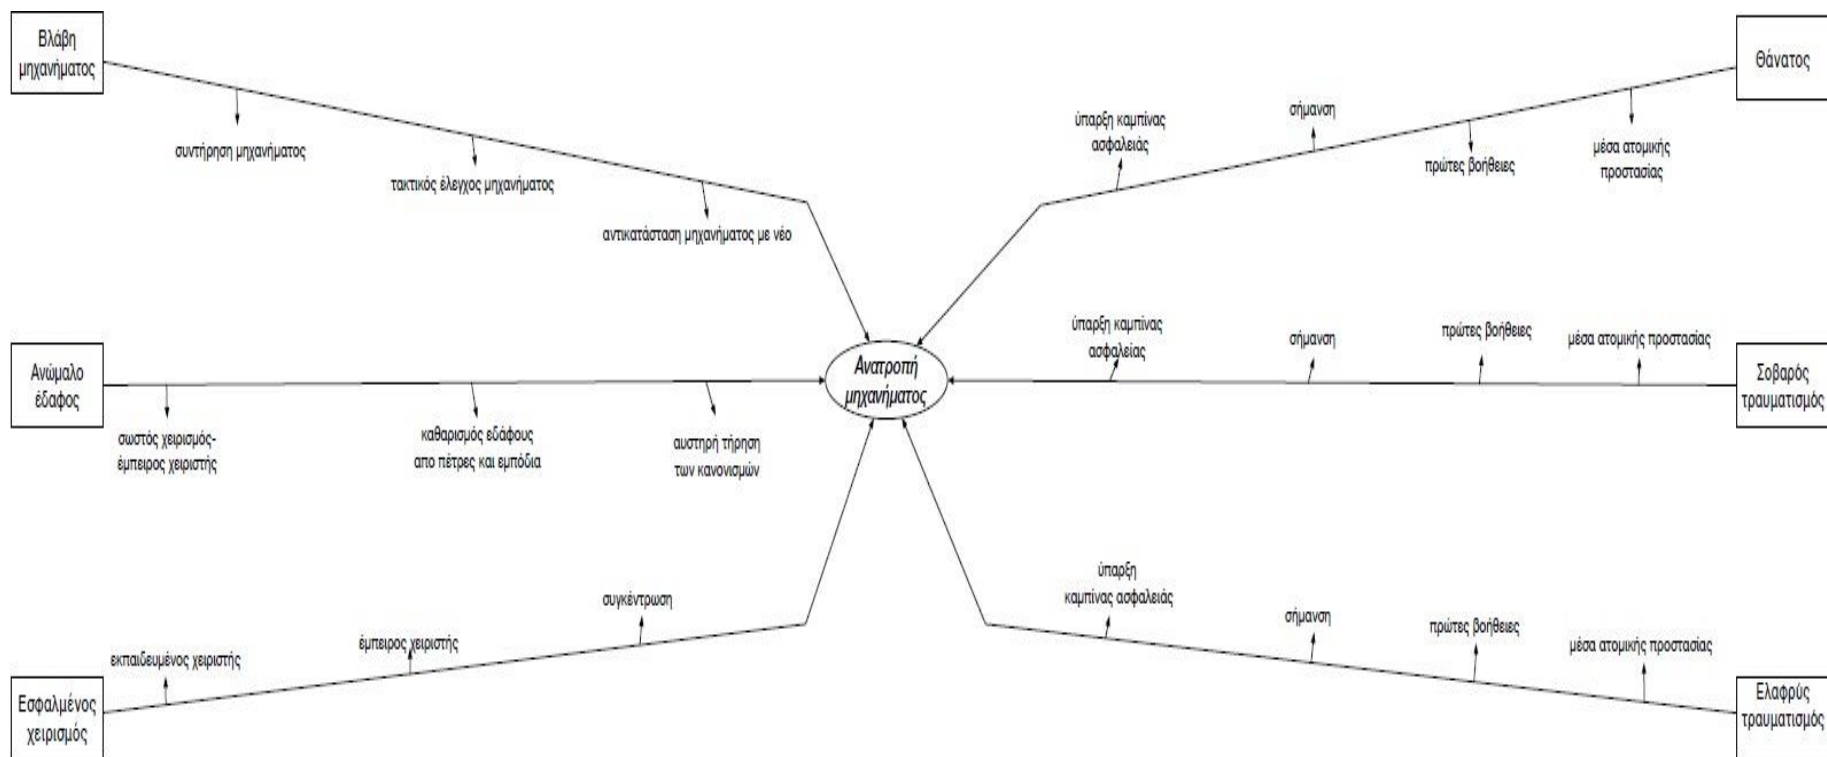 Βλάβη
μηχανήματος
συντήρηση μηχανήματος
τακτικός έλεγχος μηχανήματος
αντικατάσταση μηχανήματος με νέο
Θάνατος
ύπαρξη καμπίνας
ασφαλειάς
σήμανση
πρώτες βοήθειες
μέσα ατομικής
προστασίας
Ανώμαλο
έδαφος
σωστός χειρισμός-
έμπειρος χειριστής
καθαρισμός εδάφους
απο πέτρες και εμπόδια
αυστηρή τήρηση
των κανονισμών
Ανατροπή
μηχανήματος
ύπαρξη καμπίνας
ασφαλείας
σήμανση
πρώτες βοήθειες
μέσα ατομικής προστασίας
Σοβαρός
τραυματισμός
Εσφαλμένος
χειρισμός
εκπαιδευμένος χειριστής
έμπειρος χειριστής
συγκέντρωση
ύπαρξη
καμπίνας ασφαλειάς
σήμανση
πρώτες βοήθειες
μέσα ατομικής προστασίας
Ελαφρύς
τραυματισμός